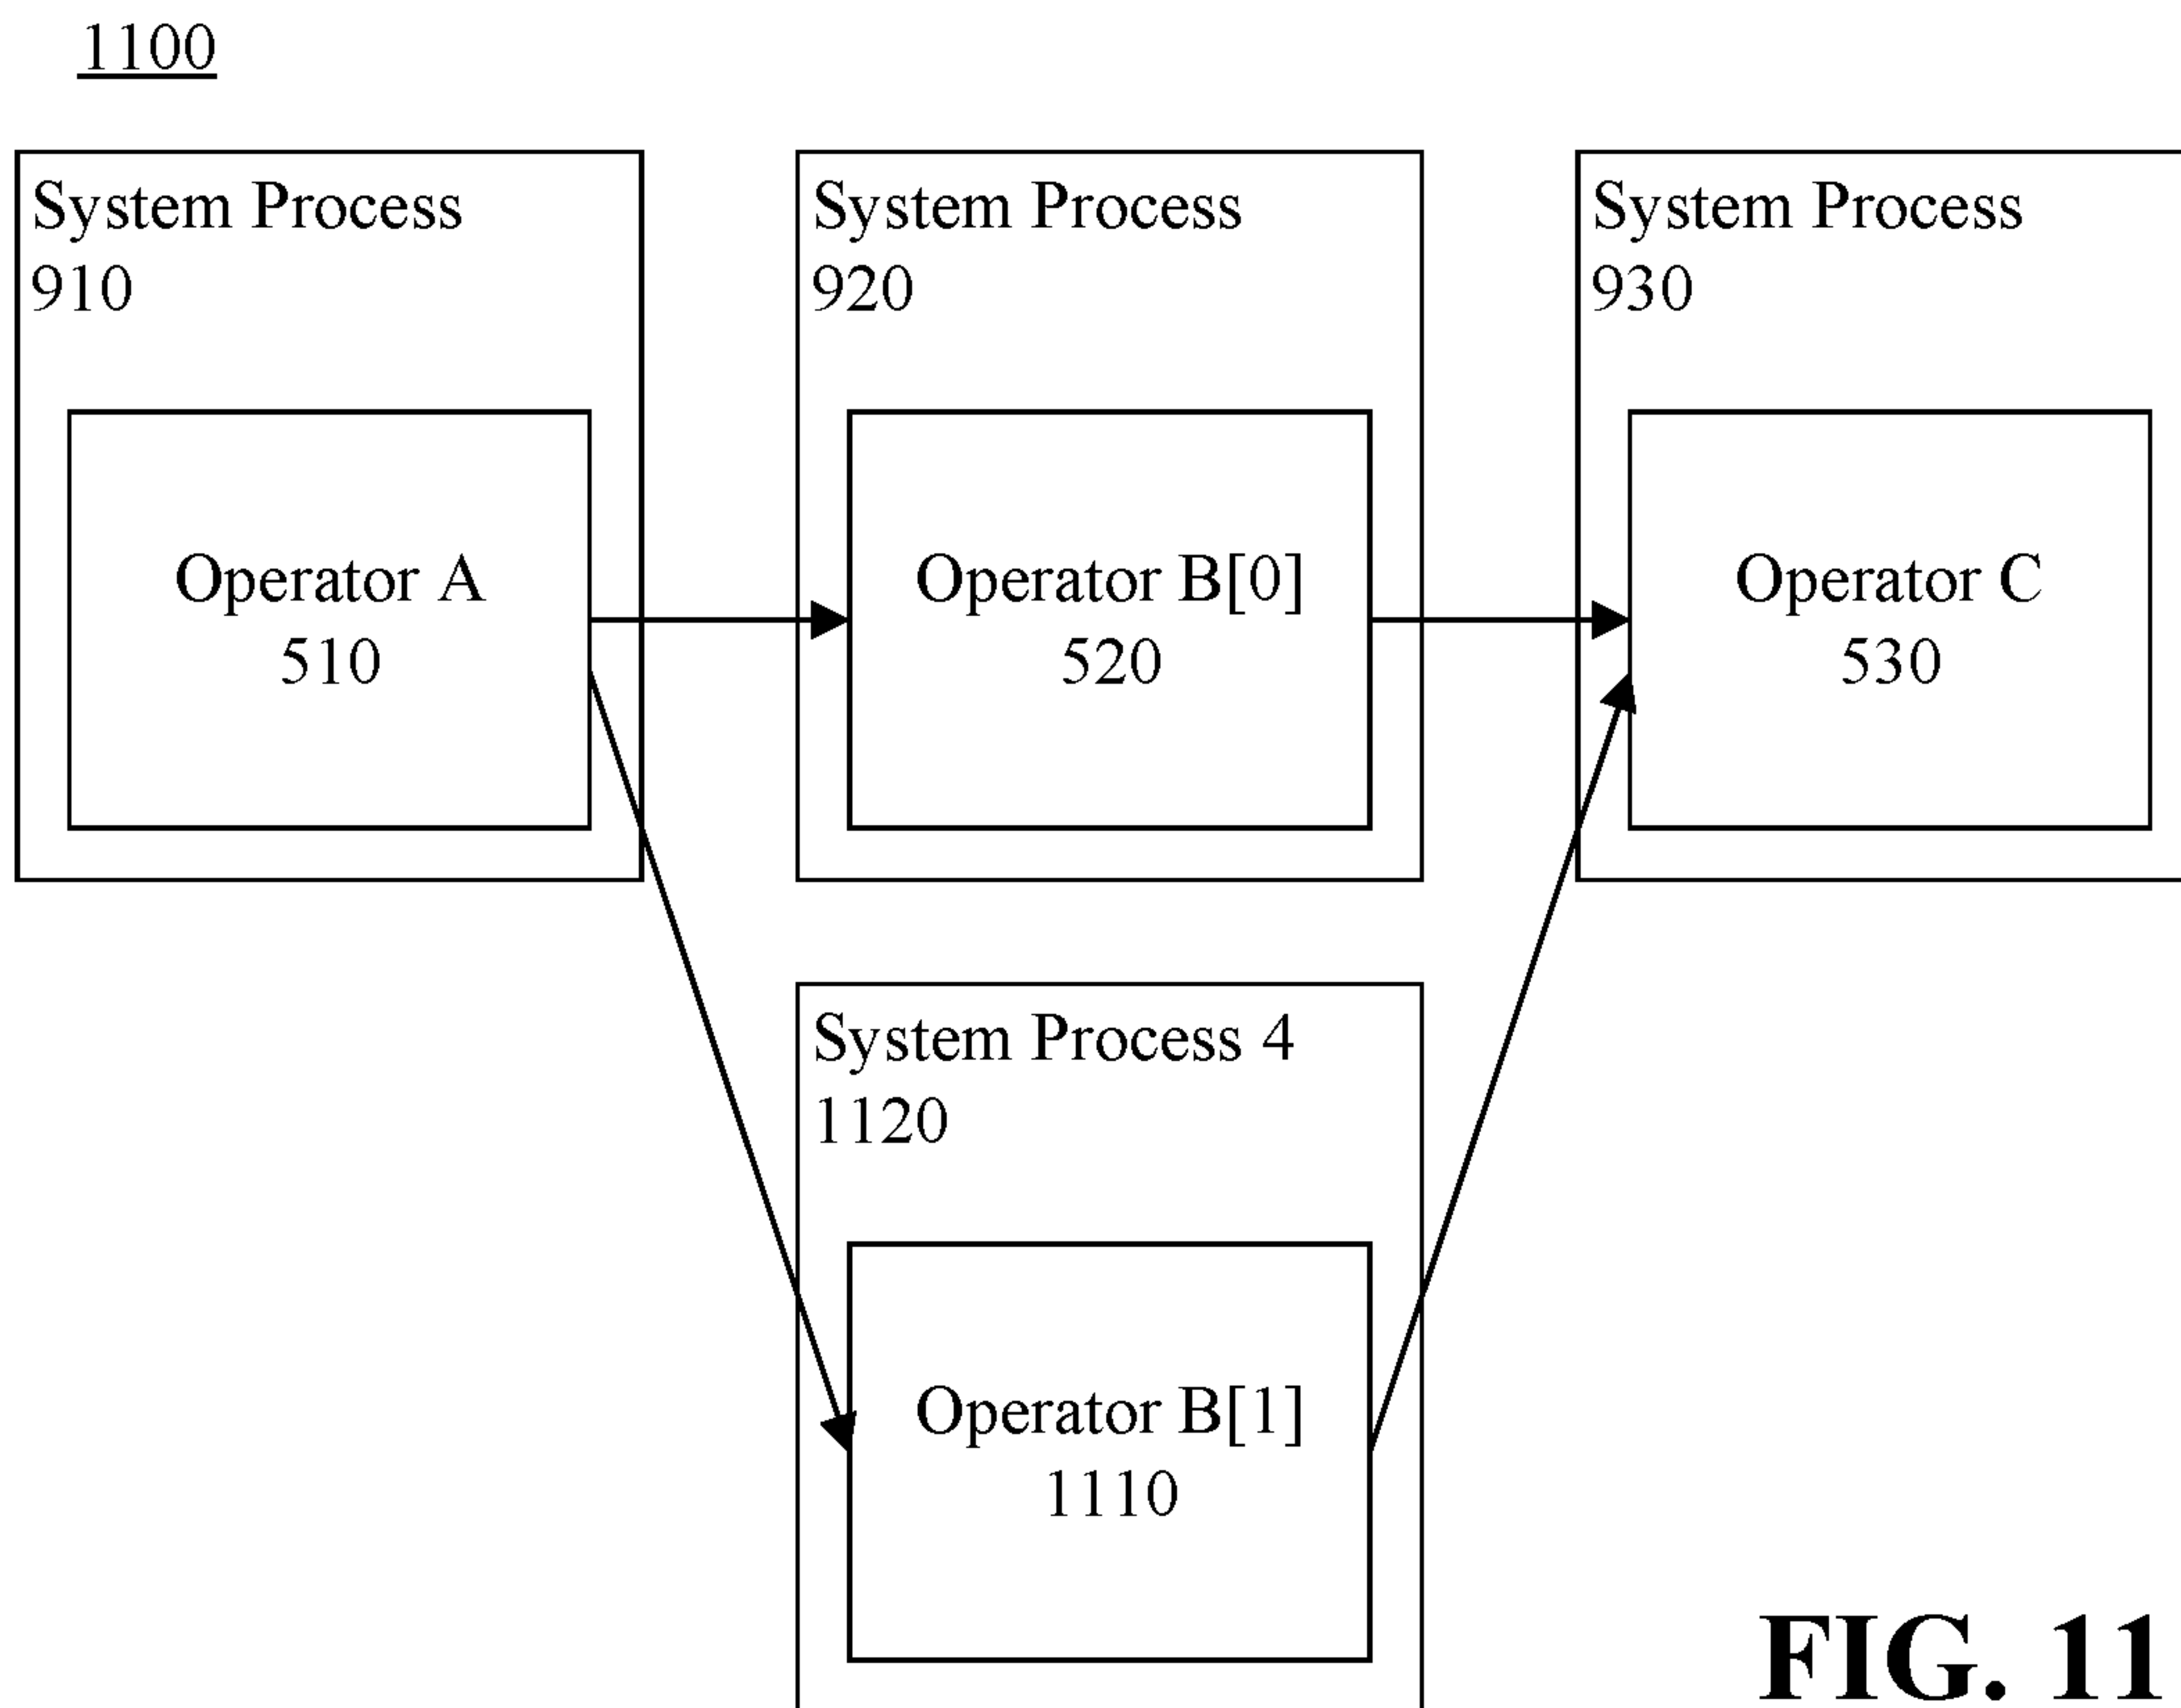 1100
System Process
910
Operator A
510
System Process
920
Operator B[0]
520
System Process
930
Operator C
530
System Process 4
1120
Operator B[1]
1110
FIG. 11